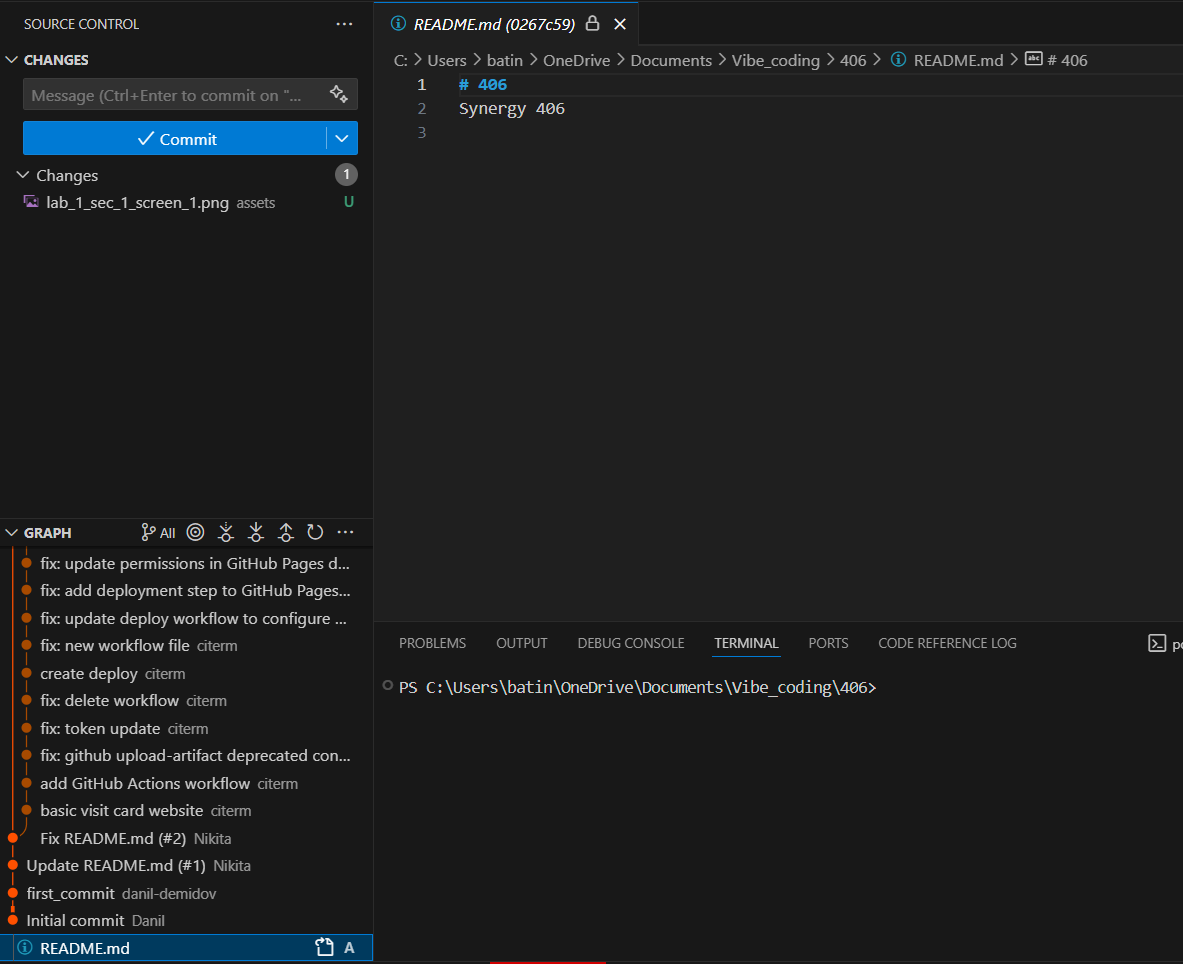 SOURCE CONTROL
CHANGES
Message (Ctrl+Enter to commit on "...
Commit
Changes 1
lab_1_sec_1_screen_1.png assets U
GRAPH All
fix: update permissions in GitHub Pages d...
fix: add deployment step to GitHub Pages...
fix: update deploy workflow to configure ...
fix: new workflow file citerm
create deploy citerm
fix: delete workflow citerm
fix: token update citerm
fix: github upload-artifact deprecated con...
add GitHub Actions workflow citerm
basic visit card website citerm
Fix README.md (#2) Nikita
Update README.md (#1) Nikita
first_commit danil-demidov
Initial commit Danil
README.md A
README.md (0267c59)
C: > Users > batin > OneDrive > Documents > Vibe_coding > 406 > README.md > abc # 406
1 # 406
2 Synergy 406
3
PROBLEMS OUTPUT DEBUG CONSOLE TERMINAL PORTS CODE REFERENCE LOG
PS C:\Users\batin\OneDrive\Documents\Vibe_coding\406>